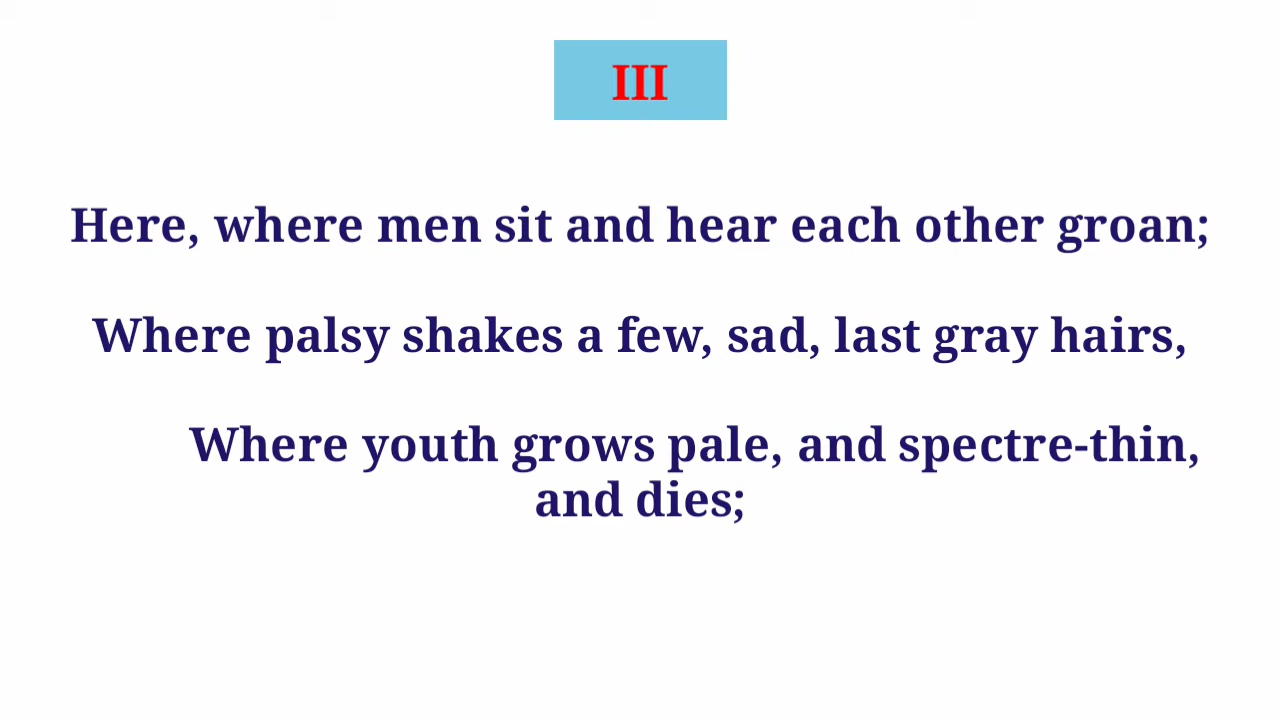 III
Here, where men sit and hear each other groan;
Where palsy shakes a few, sad, last gray hairs,
Where youth grows pale, and spectre-thin,
and dies;